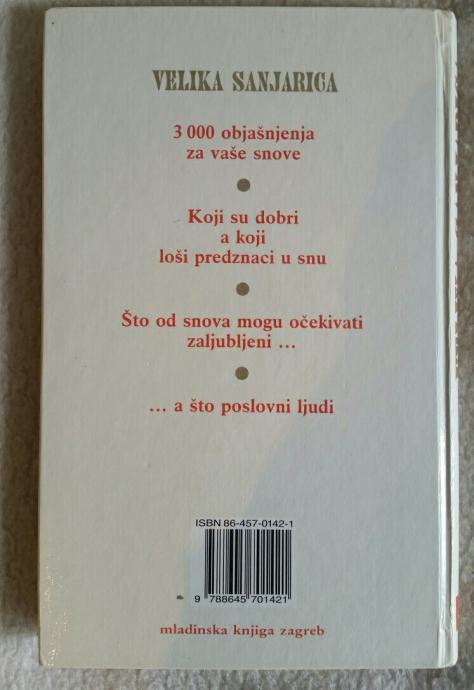 VELIKA SANJARICA
3 000 objašnjenja
za vaše snove
Koji su dobri
a koji
loši predznaci u snu
Što od snova mogu očekivati
zaljubljeni ...
... a što poslovni ljudi
ISBN 86-457-0142-1
9 788645 701421
mladinska knjiga zagreb